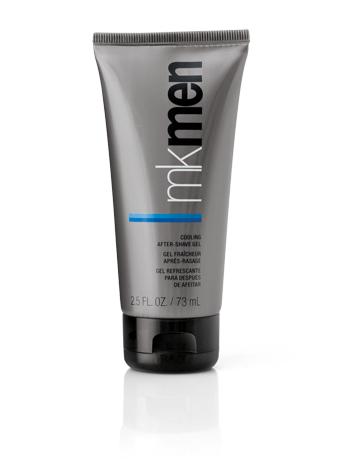 mkmen
COOLING
AFTER-SHAVE GEL
GEL FRAÎCHEUR
APRÈS-RASAGE
GEL REFRESCANTE
PARA DESPUÉS
DE AFEITAR
2.5 FL. OZ. / 73 mL